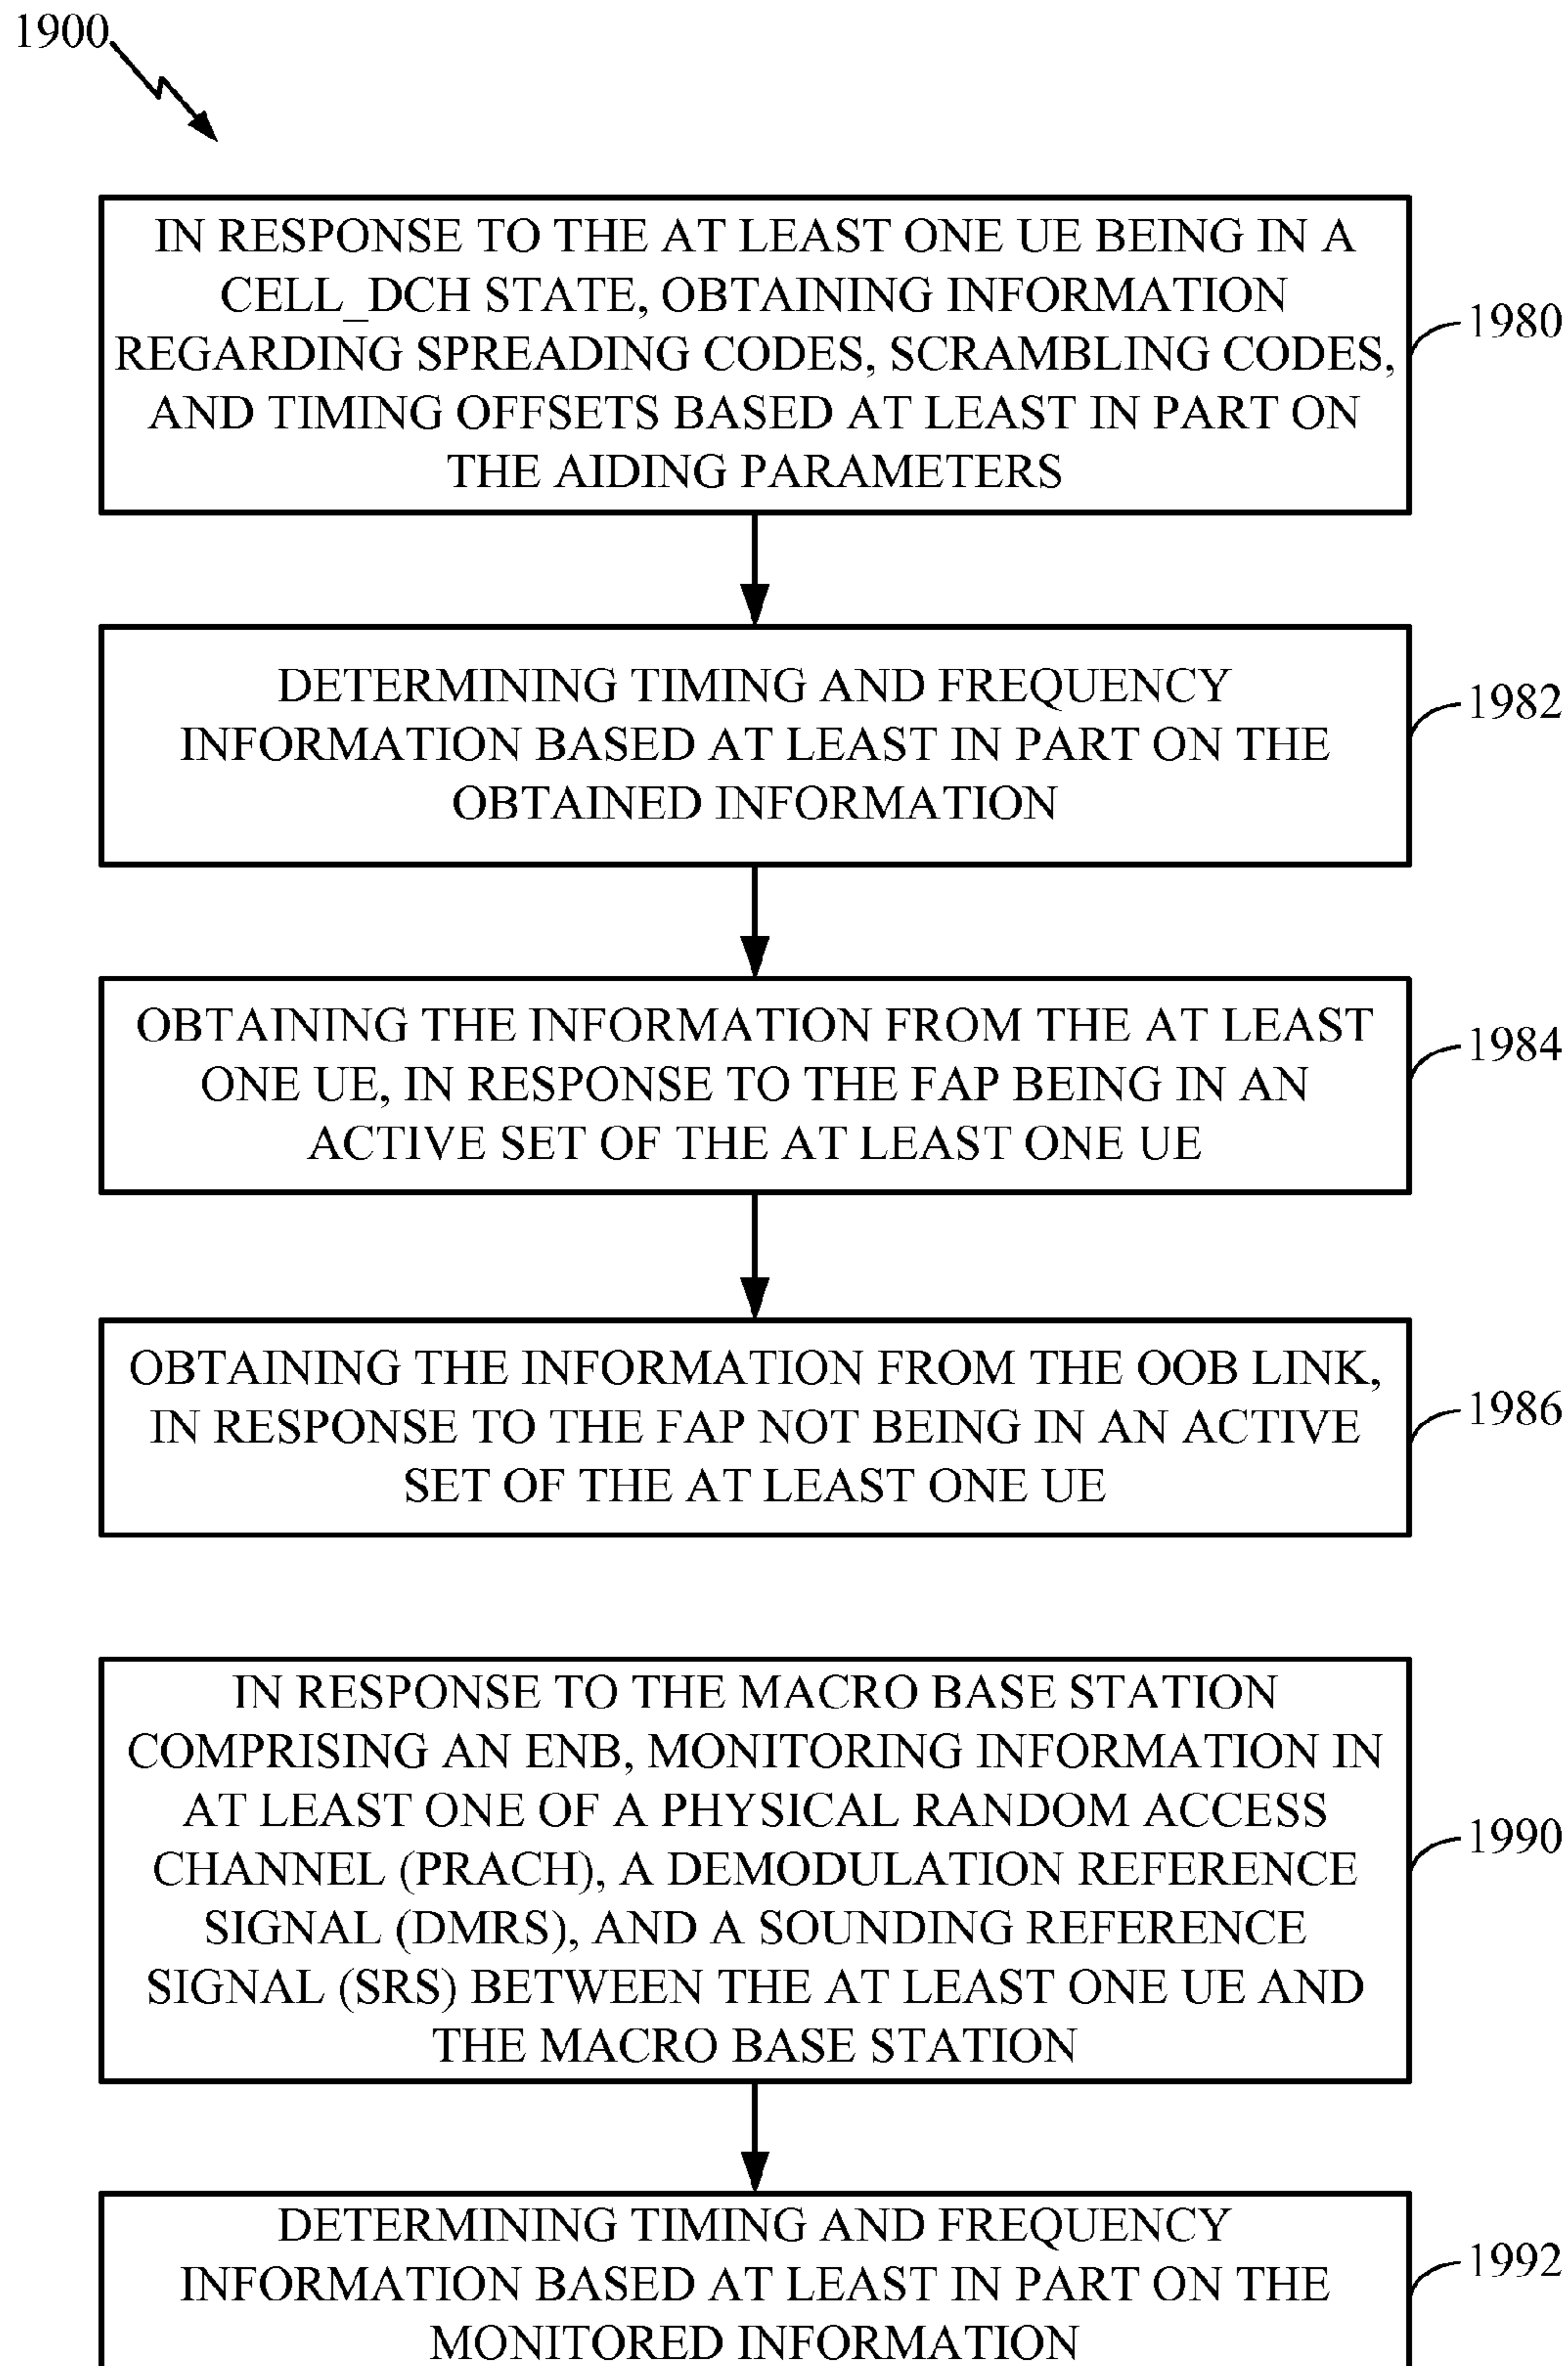 1900
IN RESPONSE TO THE AT LEAST ONE UE BEING IN A
CELL_DCH STATE, OBTAINING INFORMATION
REGARDING SPREADING CODES, SCRAMBLING CODES,
AND TIMING OFFSETS BASED AT LEAST IN PART ON
THE AIDING PARAMETERS
1980
DETERMINING TIMING AND FREQUENCY
INFORMATION BASED AT LEAST IN PART ON THE
OBTAINED INFORMATION
1982
OBTAINING THE INFORMATION FROM THE AT LEAST
ONE UE, IN RESPONSE TO THE FAP BEING IN AN
ACTIVE SET OF THE AT LEAST ONE UE
1984
OBTAINING THE INFORMATION FROM THE OOB LINK,
IN RESPONSE TO THE FAP NOT BEING IN AN ACTIVE
SET OF THE AT LEAST ONE UE
1986
IN RESPONSE TO THE MACRO BASE STATION
COMPRISING AN ENB, MONITORING INFORMATION IN
AT LEAST ONE OF A PHYSICAL RANDOM ACCESS
CHANNEL (PRACH), A DEMODULATION REFERENCE
SIGNAL (DMRS), AND A SOUNDING REFERENCE
SIGNAL (SRS) BETWEEN THE AT LEAST ONE UE AND
THE MACRO BASE STATION
1990
DETERMINING TIMING AND FREQUENCY
INFORMATION BASED AT LEAST IN PART ON THE
MONITORED INFORMATION
1992